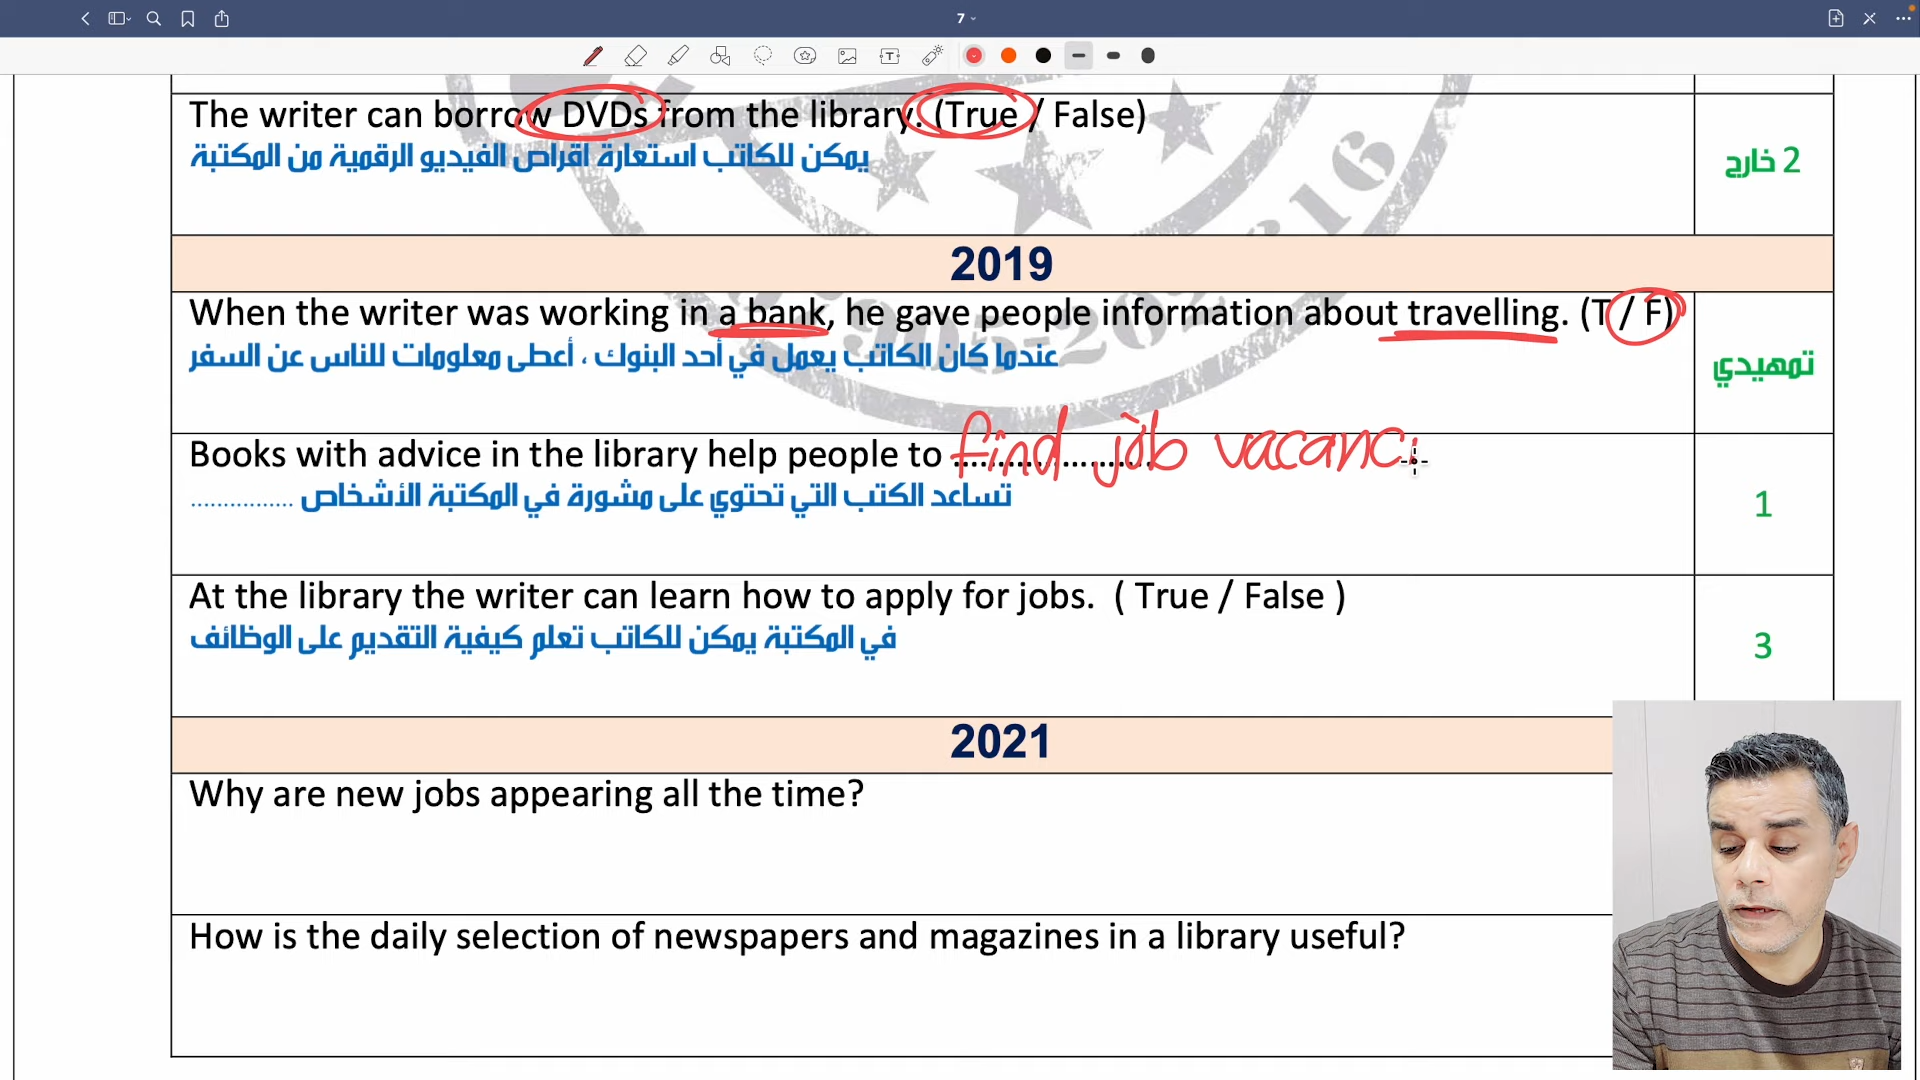 7
The writer can borrow DVDs from the library. (True / False)
يمكن للكاتب استعارة اقراص الفيديو الرقمية من المكتبة
2 خارج
2019
When the writer was working in a bank, he gave people information about travelling. (T / F)
عندما كان الكاتب يعمل في أحد البنوك ، أعطى معلومات للناس عن السفر
تمهيدي
Books with advice in the library help people to ..................... find job vacanci
تساعد الكتب التي تحتوي على مشورة في المكتبة الأشخاص ................
1
At the library the writer can learn how to apply for jobs. ( True / False )
في المكتبة يمكن للكاتب تعلم كيفية التقديم على الوظائف
3
2021
Why are new jobs appearing all the time?
How is the daily selection of newspapers and magazines in a library useful?